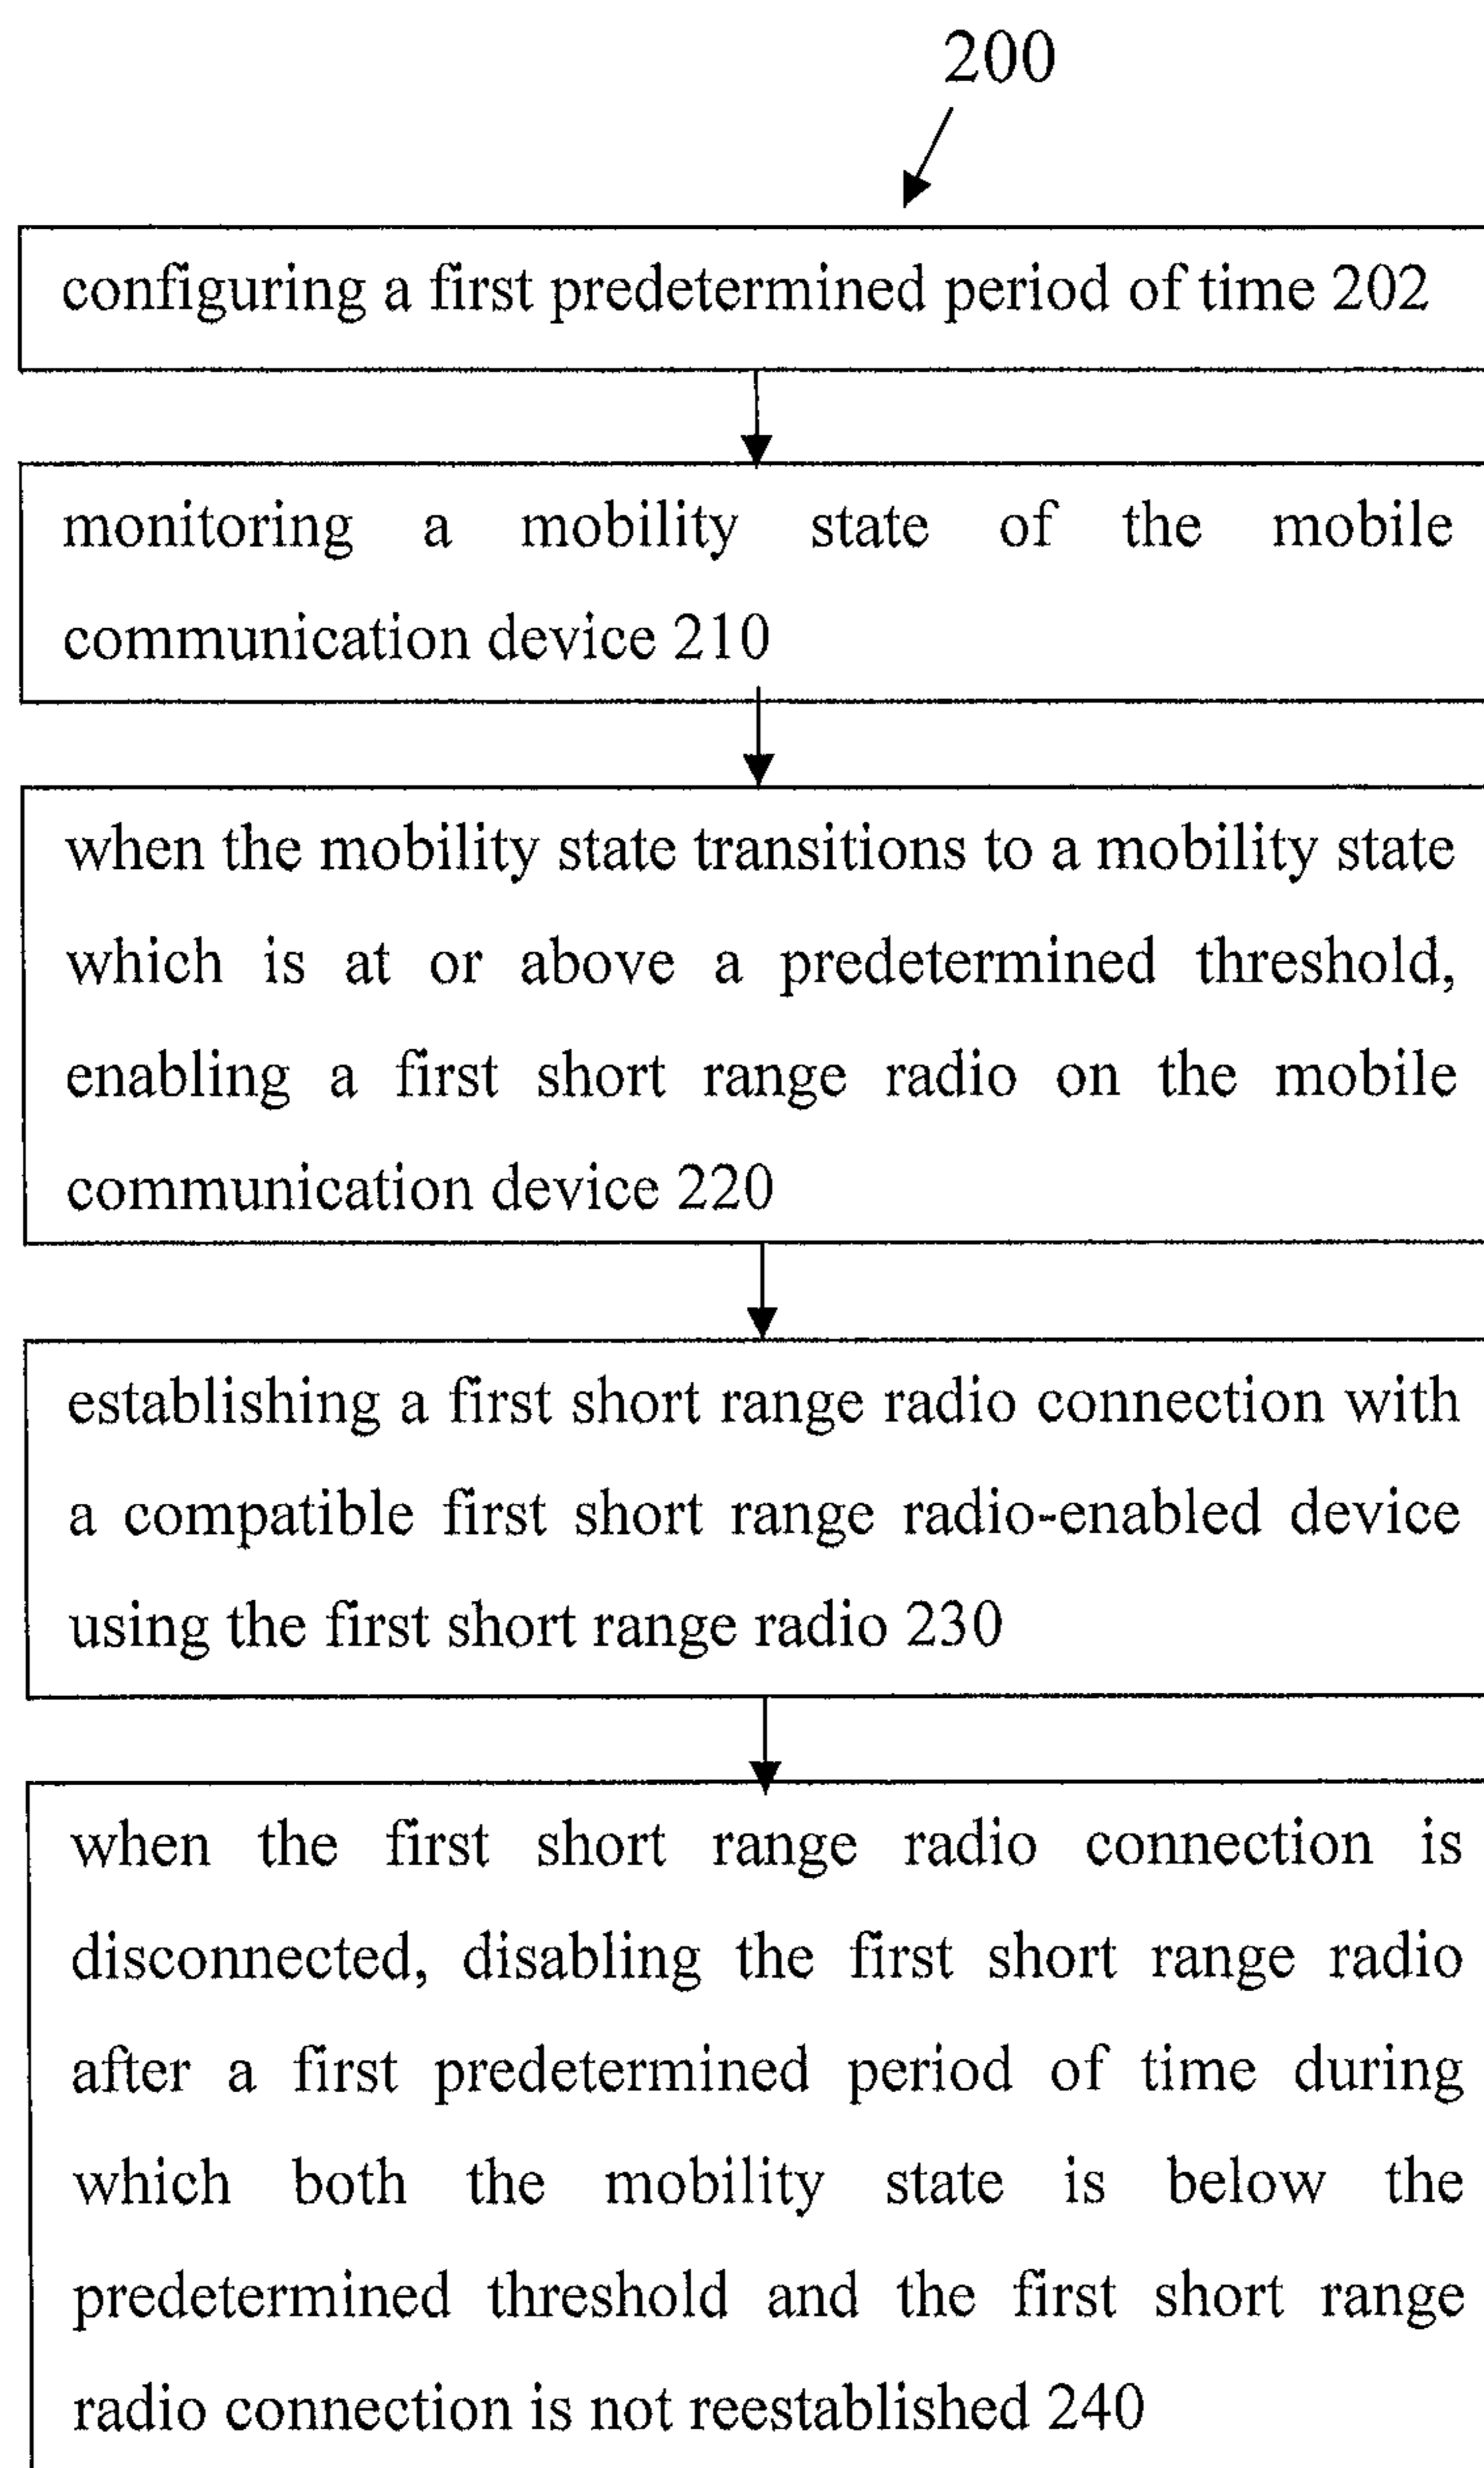 200
configuring a first predetermined period of time 202
monitoring a mobility state of the mobile
communication device 210
when the mobility state transitions to a mobility state
which is at or above a predetermined threshold,
enabling a first short range radio on the mobile
communication device 220
establishing a first short range radio connection with
a compatible first short range radio-enabled device
using the first short range radio 230
when the first short range radio connection is
disconnected, disabling the first short range radio
after a first predetermined period of time during
which both the mobility state is below the
predetermined threshold and the first short range
radio connection is not reestablished 240